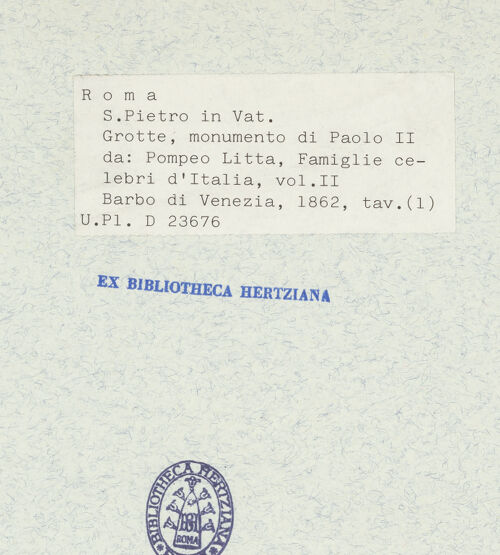 R o m a
S.Pietro in Vat.
Grotte, monumento di Paolo II
da: Pompeo Litta, Famiglie ce-
lebri d'Italia, vol.II
Barbo di Venezia, 1862, tav.(1)
U.Pl. D 23676
EX BIBLIOTHECA HERTZIANA
*BIBLIOTHECA HERTZIANA*
BH
ROMA